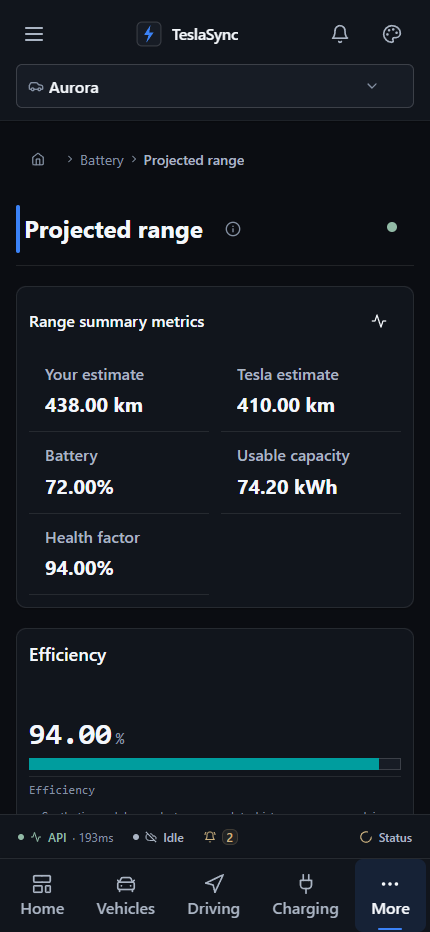 TeslaSync
Aurora
Battery
Projected range
Projected range
Range summary metrics
Your estimate
Tesla estimate
438.00 km
410.00 km
Battery
Usable capacity
72.00%
74.20 kWh
Health factor
94.00%
Efficiency
94.00 %
Efficiency
API · 193ms
Idle
2
Status
Home
Vehicles
Driving
Charging
More